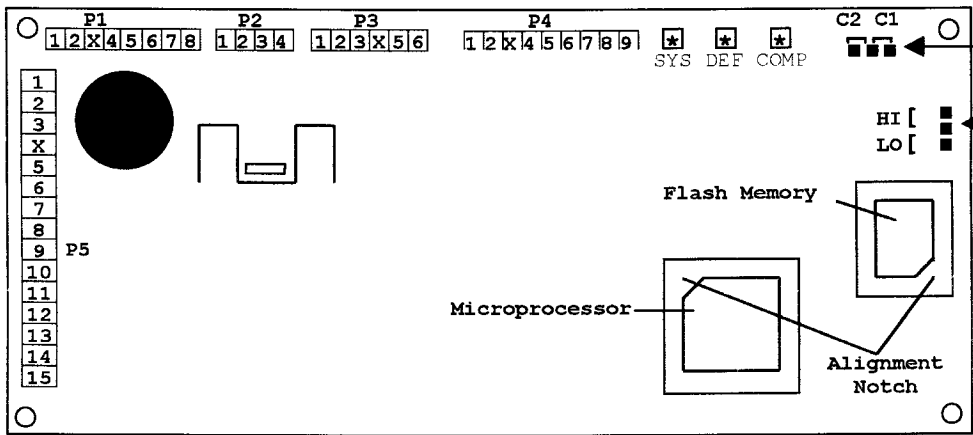 P1 P2 P3 P4 C2 C1
1 2 X 4 5 6 7 8 1 2 3 4 1 2 3 X 5 6 1 2 X 4 5 6 7 8 9 * * *
SYS DEF COMP
1
2
3
X
5
6
7
8
9 P5
10
11
12
13
14
15
HI [
LO [
Flash Memory
Microprocessor
Alignment
Notch